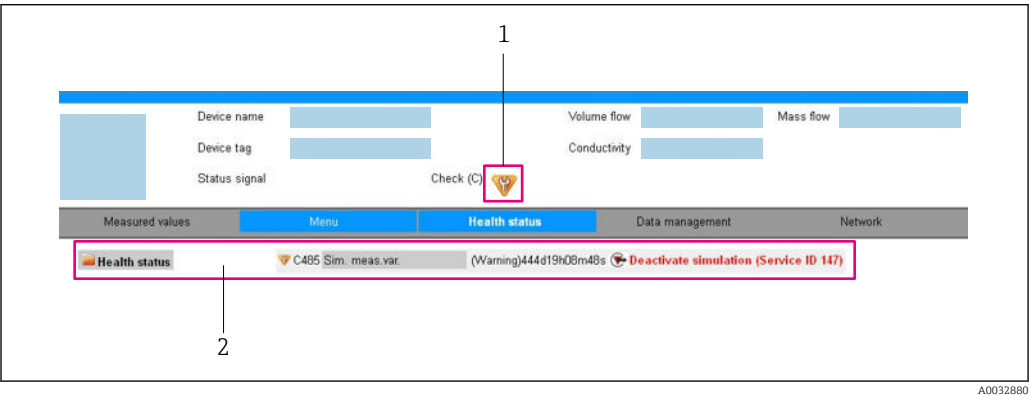 1
Device name Volume flow Mass flow
Device tag Conductivity
Status signal Check (C)
Measured values Menu Health status Data management Network
Health status C485 Sim. meas.var. (Warning)444d19h08m48s Deactivate simulation (Service ID 147)
2
A0032880